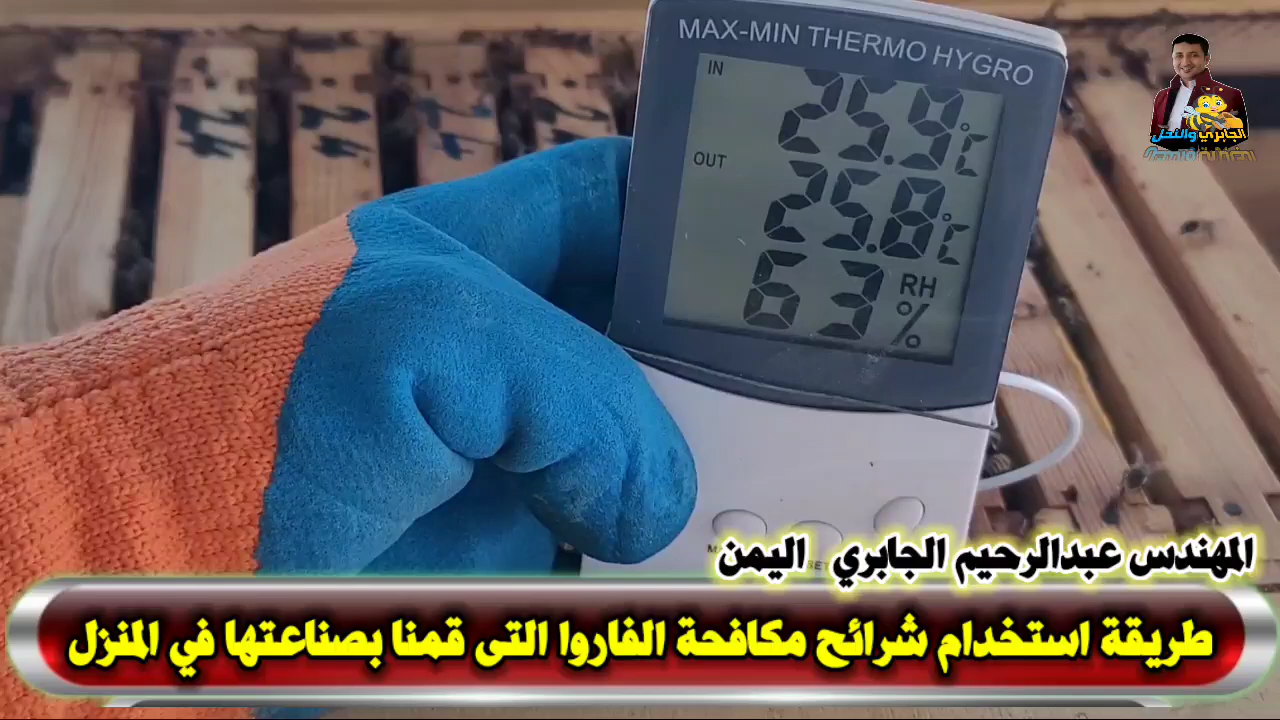 MAX-MIN THERMO HYGRO
IN
25.9°C
OUT
25.8°C
63 RH %
الجابري والنحل
المهندس عبدالرحيم الجابري اليمن
طريقة استخدام شرائح مكافحة الفاروا التى قمنا بصناعتها في المنزل